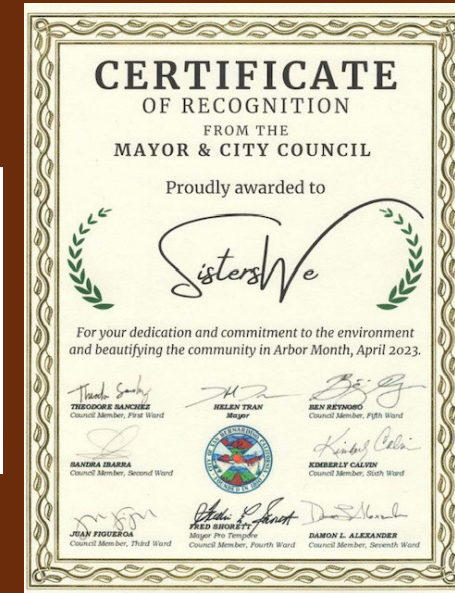 CERTIFICATE
OF RECOGNITION
FROM THE
MAYOR & CITY COUNCIL
Proudly awarded to
SistersWe
For your dedication and commitment to the environment
and beautifying the community in Arbor Month, April 2023.
THEODORE SANCHEZ
Council Member, First Ward
HELEN TRAN
Mayor
BEN REYNOSO
Council Member, Fifth Ward
SANDRA IBARRA
Council Member, Second Ward
KIMBERLY CALVIN
Council Member, Sixth Ward
JUAN FIGUEROA
Council Member, Third Ward
FRED SHORETT
Mayor Pro Tempore
Council Member, Fourth Ward
DAMON L. ALEXANDER
Council Member, Seventh Ward